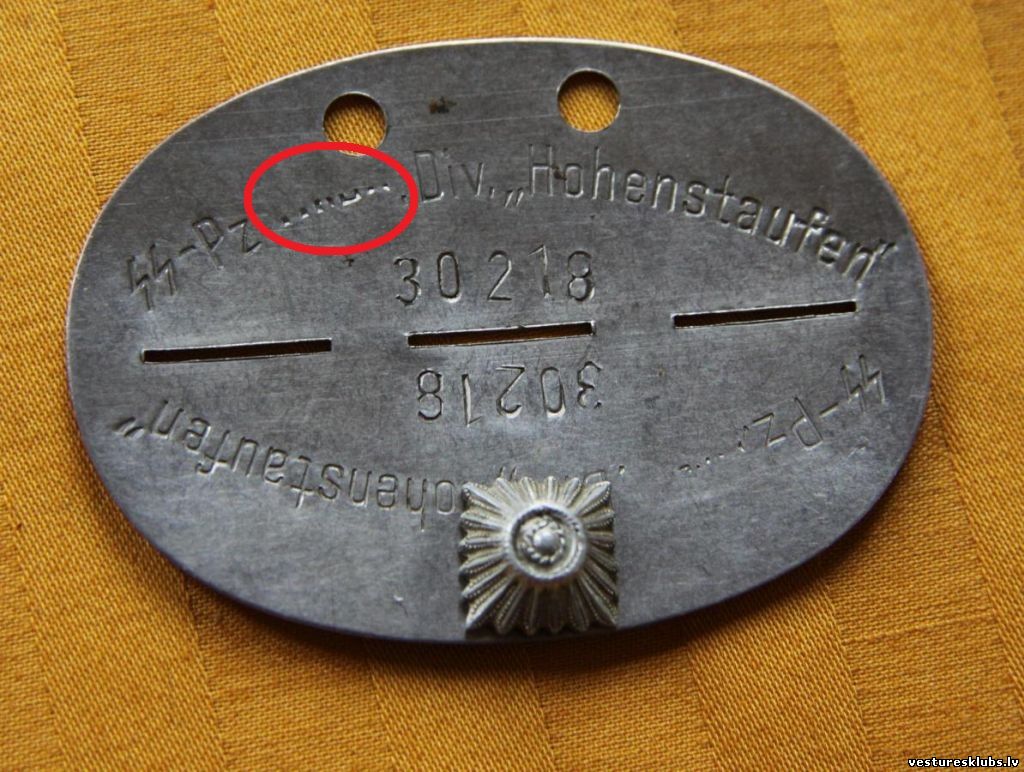 SS-Pz. .Div. „Hohenstaufen"
30218
30218
SS-Pz. „Hohenstaufen"
vesturesklubs.lv